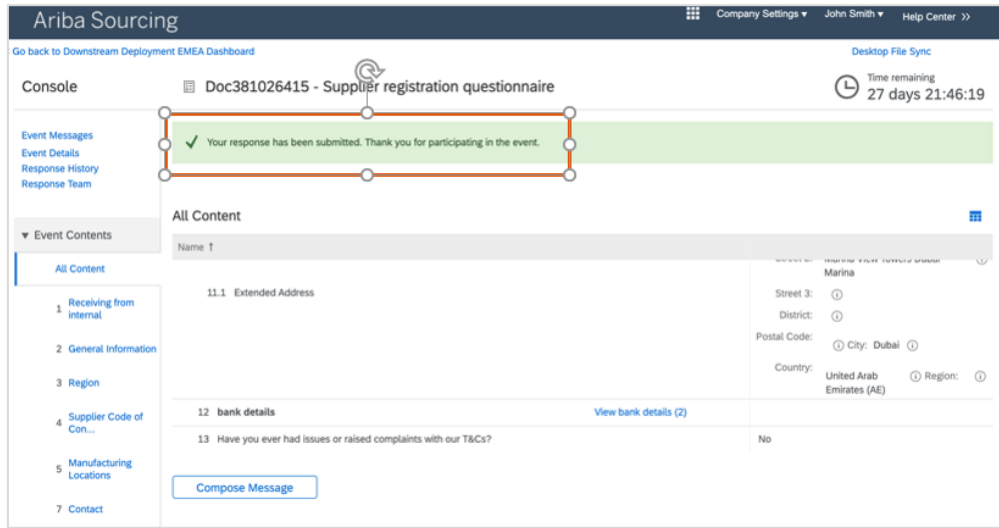 Ariba Sourcing
Company Settings ▾ John Smith ▾ Help Center >>
Go back to Downstream Deployment EMEA Dashboard
Desktop File Sync
Console
Doc381026415 - Supplier registration questionnaire
Time remaining
27 days 21:46:19
Event Messages
Event Details
Response History
Response Team
✓ Your response has been submitted. Thank you for participating in the event.
All Content
▼ Event Contents
Name ↑
All Content
1 Receiving from internal
2 General Information
3 Region
4 Supplier Code of Con...
5 Manufacturing Locations
7 Contact
Marina View Towers Dubai
Marina
11.1 Extended Address
Street 3:
District:
Postal Code:
City: Dubai
Country:
United Arab Emirates (AE)
Region:
12 bank details View bank details (2)
13 Have you ever had issues or raised complaints with our T&Cs? No
Compose Message